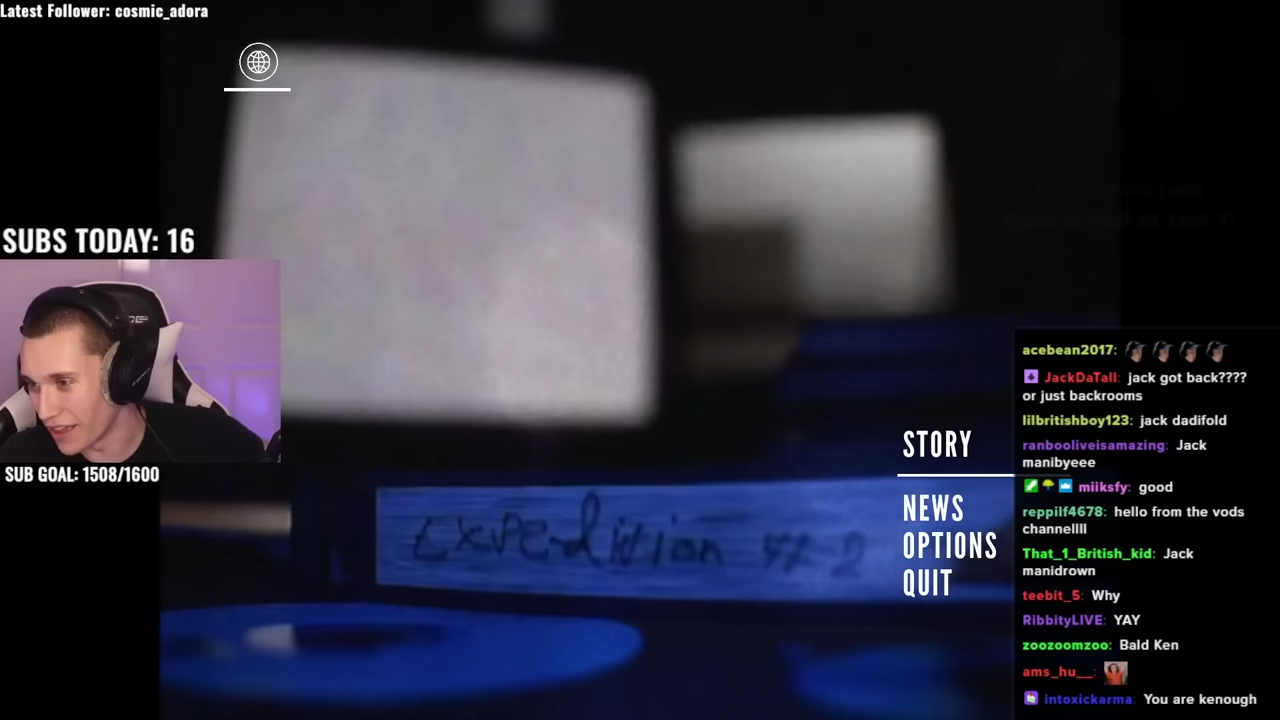 Latest Follower: cosmic_adora
SUBS TODAY: 16
SUB GOAL: 1508/1600
STORY
NEWS
OPTIONS
QUIT
Expedition #2
acebean2017:
JackDaTall: jack got back????
or just backrooms
lilbritishboy123: jack dadifold
ranbooliveisamazing: Jack
manibyeee
miiksfy: good
reppilf4678: hello from the vods
channellll
That_1_British_kid: Jack
manidrown
teebit_5: Why
RibbityLIVE: YAY
zoozoomzoo: Bald Ken
ams_hu__:
intoxickarma: You are kenough